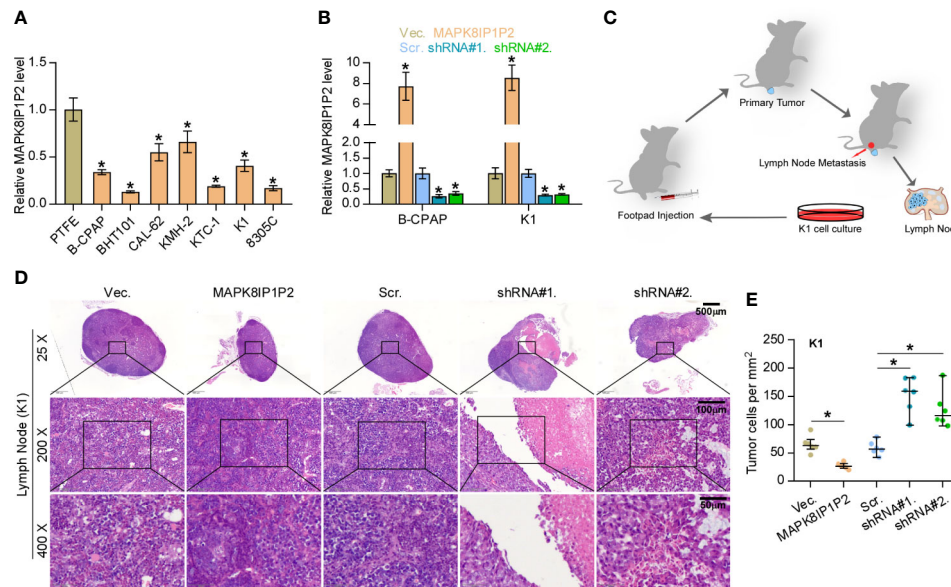 A
Relative MAPK8IP1P2 level
1.5
1.0
0.5
0.0
* * * * * * *
PTFE
B-CPAP
BHT101
CAL-62
KMH-2
KTC-1
K1
8305C
B
Vec. MAPK8IP1P2
Scr. shRNA#1. shRNA#2.
Relative MAPK8IP1P2 level
10
8
6
4
2.0
1.5
1.0
0.5
0.0
* * * * * *
B-CPAP
K1
C
Primary Tumor
Lymph Node Metastasis
Footpad Injection
K1 cell culture
Lymph Nod
D
Vec.
MAPK8IP1P2
Scr.
shRNA#1.
shRNA#2.
500μm
Lymph Node (K1)
25 X
200 X
100μm
400 X
50μm
E
K1
Tumor cells per mm²
250
200
150
100
50
0
* * *
Vec.
MAPK8IP1P2
Scr.
shRNA#1.
shRNA#2.